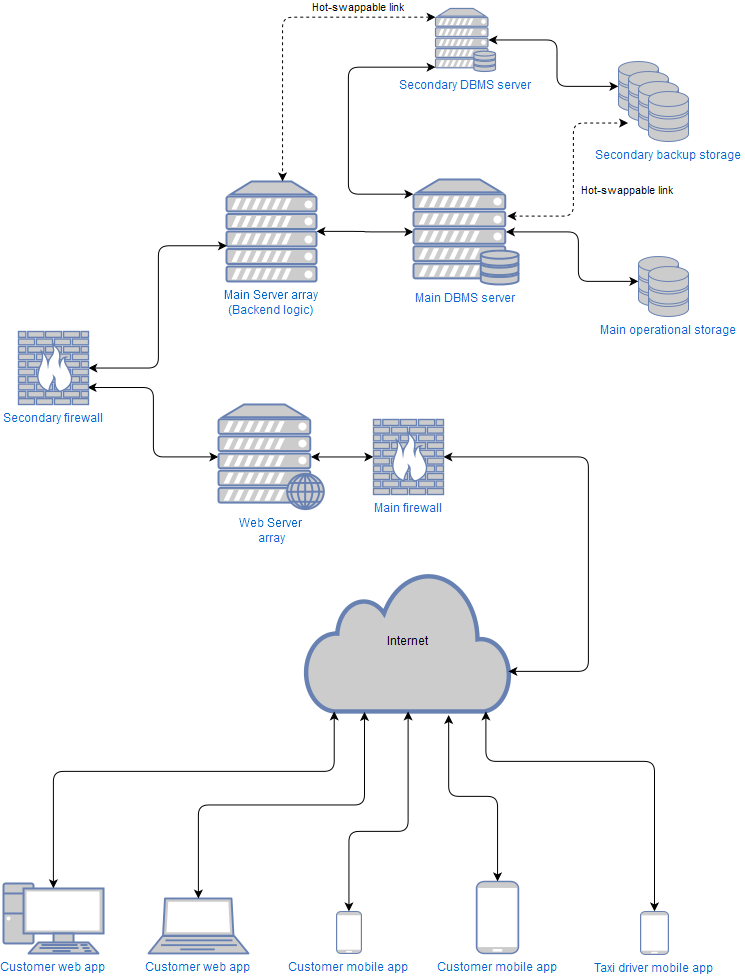 Hot-swappable link
Secondary DBMS server
Secondary backup storage
Hot-swappable link
Main Server array
(Backend logic)
Main DBMS server
Main operational storage
Secondary firewall
Main firewall
Web Server
array
Internet
Customer web app
Customer web app
Customer mobile app
Customer mobile app
Taxi driver mobile app